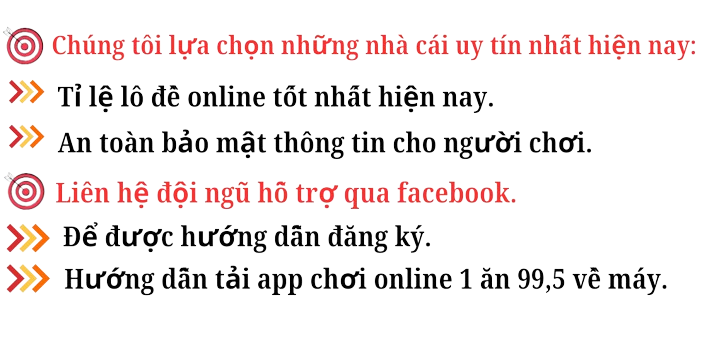 Chúng tôi lựa chọn những nhà cái uy tín nhất hiện nay:
Tỉ lệ lô đề online tốt nhất hiện nay.
An toàn bảo mật thông tin cho người chơi.
Liên hệ đội ngũ hỗ trợ qua facebook.
Để được hướng dẫn đăng ký.
Hướng dẫn tải app chơi online 1 ăn 99,5 về máy.